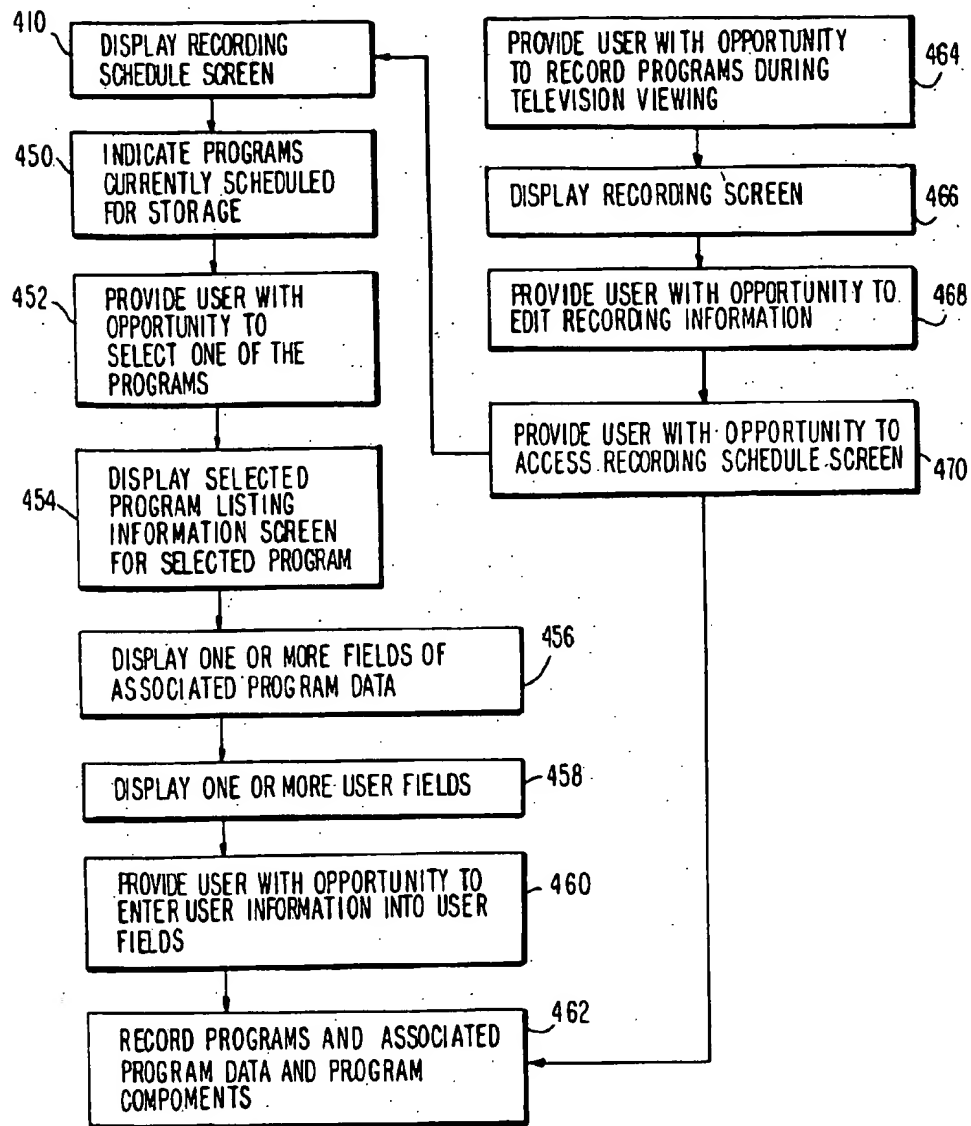 410
DISPLAY RECORDING
SCHEDULE SCREEN
450
INDICATE PROGRAMS
CURRENTLY SCHEDULED
FOR STORAGE
452
PROVIDE USER WITH
OPPORTUNITY TO
SELECT ONE OF THE
PROGRAMS
454
DISPLAY SELECTED
PROGRAM LISTING
INFORMATION SCREEN
FOR SELECTED PROGRAM
DISPLAY ONE OR MORE FIELDS OF
ASSOCIATED PROGRAM DATA
456
DISPLAY ONE OR MORE USER FIELDS
458
PROVIDE USER WITH OPPORTUNITY TO
ENTER USER INFORMATION INTO USER
FIELDS
460
RECORD PROGRAMS AND ASSOCIATED
PROGRAM DATA AND PROGRAM
COMPOMENTS
462
PROVIDE USER WITH OPPORTUNITY
TO RECORD PROGRAMS DURING
TELEVISION VIEWING
464
DISPLAY RECORDING SCREEN
466
PROVIDE USER WITH OPPORTUNITY TO
EDIT RECORDING INFORMATION
468
PROVIDE USER WITH OPPORTUNITY TO
ACCESS RECORDING SCHEDULE SCREEN
470